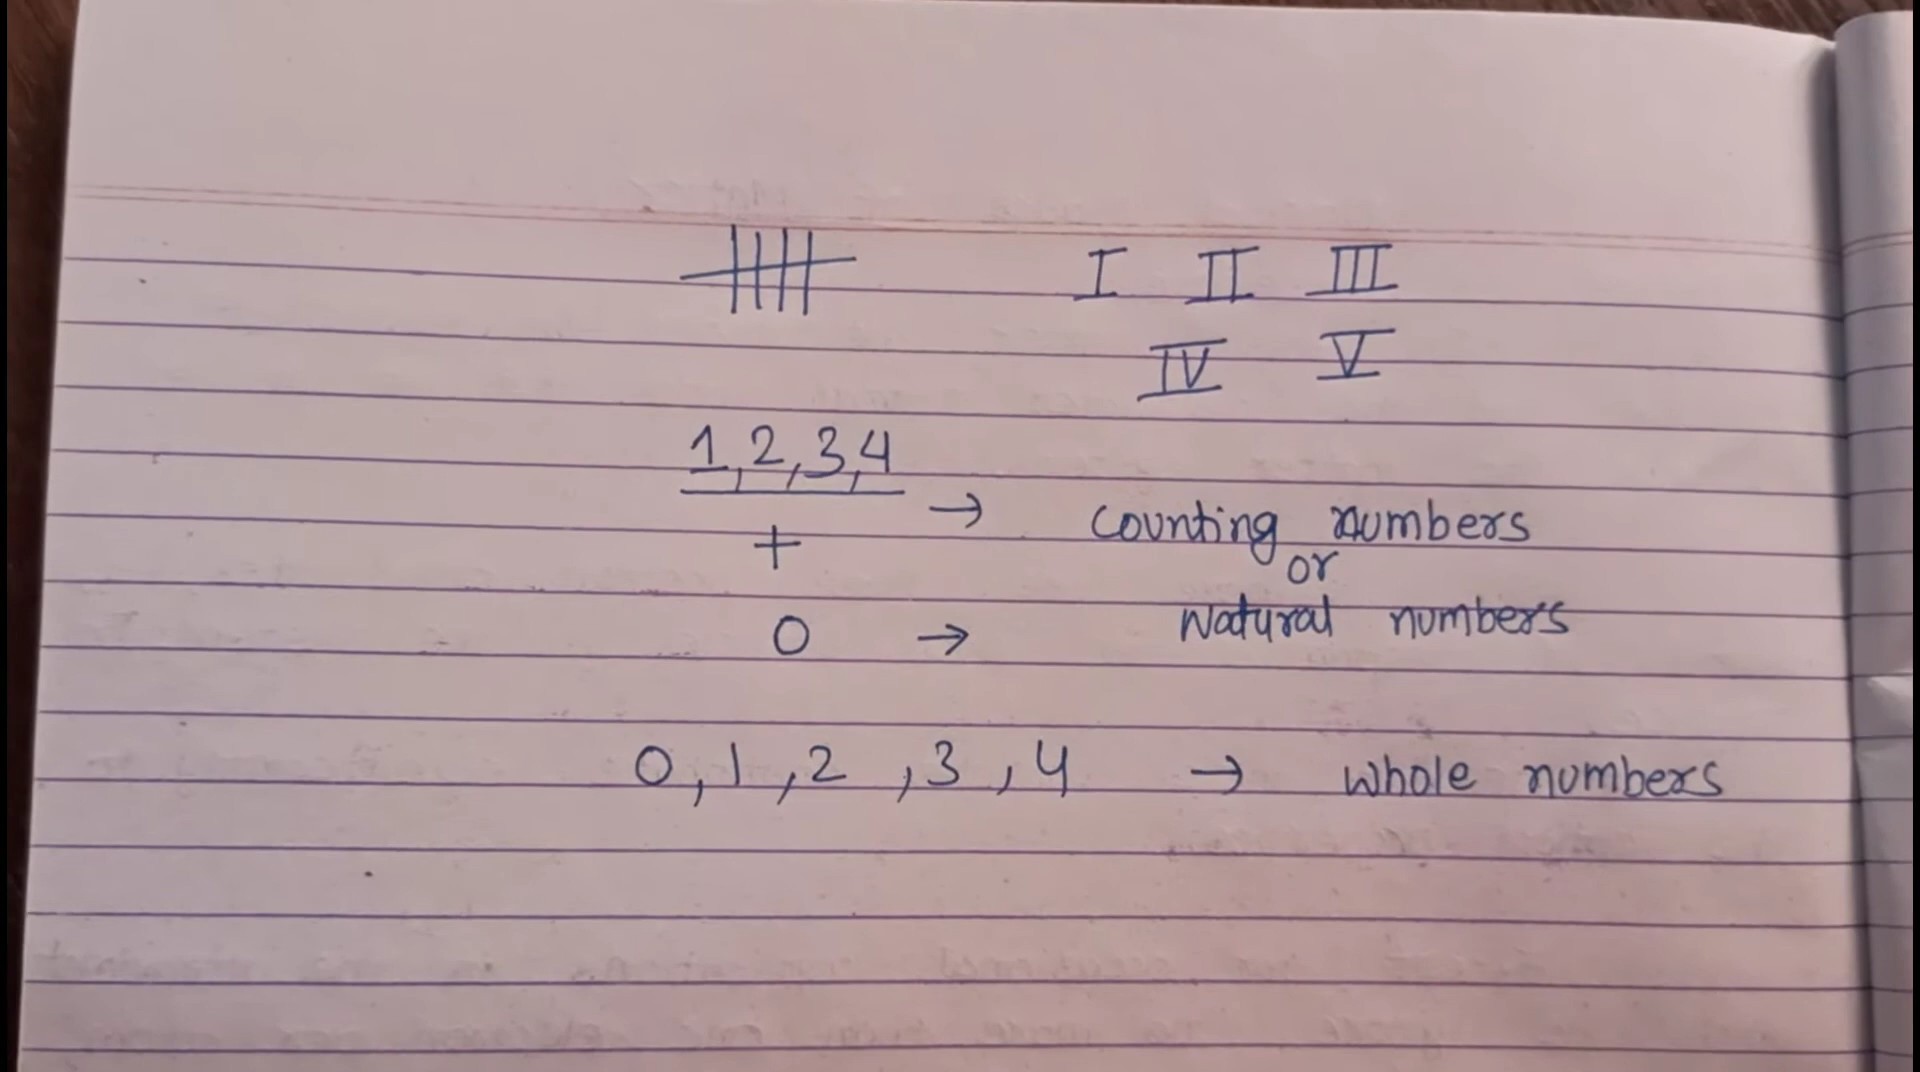 I II III
IV V
1,2,3,4
→ counting numbers
+
or
0 → Natural numbers
0,1,2,3,4 → whole numbers